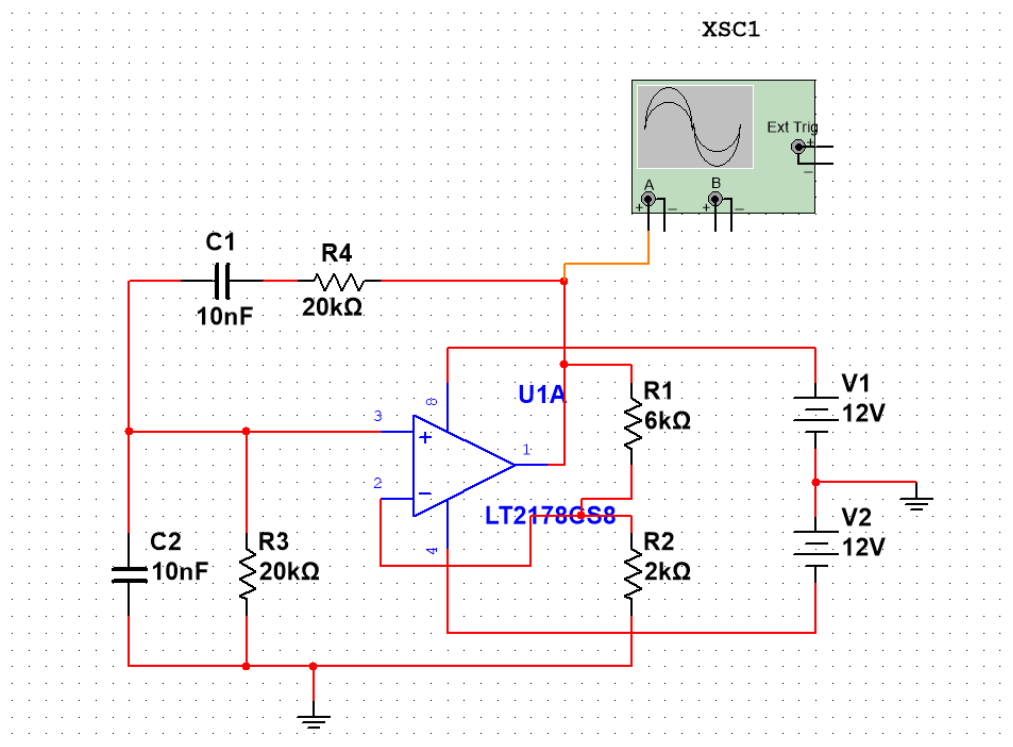 XSC1
Ext Trig
+
−
A
B
+
−
+
−
C1
10nF
R4
20kΩ
U1A
8
3
+
1
2
−
4
LT2178CS8
R1
6kΩ
V1
12V
C2
10nF
R3
20kΩ
R2
2kΩ
V2
12V